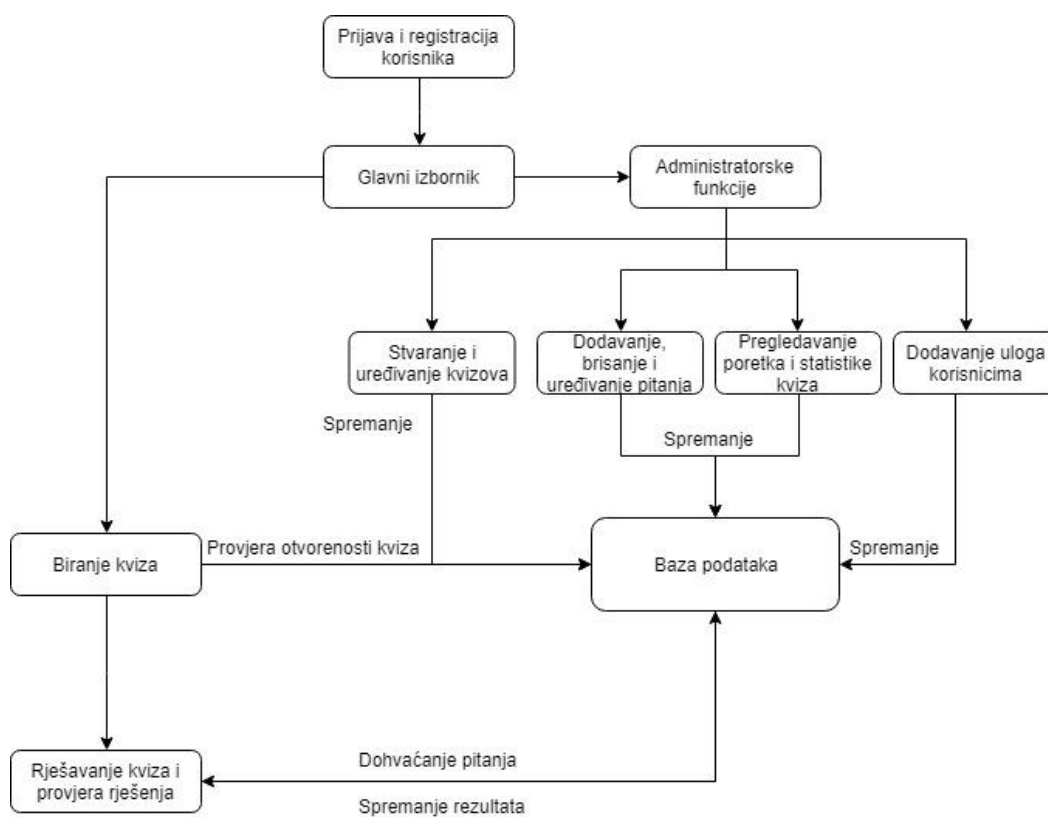 Prijava i registracija
korisnika
Glavni izbornik
Administratorske
funkcije
Stvaranje i
uređivanje kvizova
Dodavanje,
brisanje i
uređivanje pitanja
Pregledavanje
poretka i statistike
kviza
Dodavanje uloga
korisnicima
Spremanje
Spremanje
Biranje kviza
Provjera otvorenosti kviza
Baza podataka
Spremanje
Rješavanje kviza i
provjera rješenja
Dohvaćanje pitanja
Spremanje rezultata